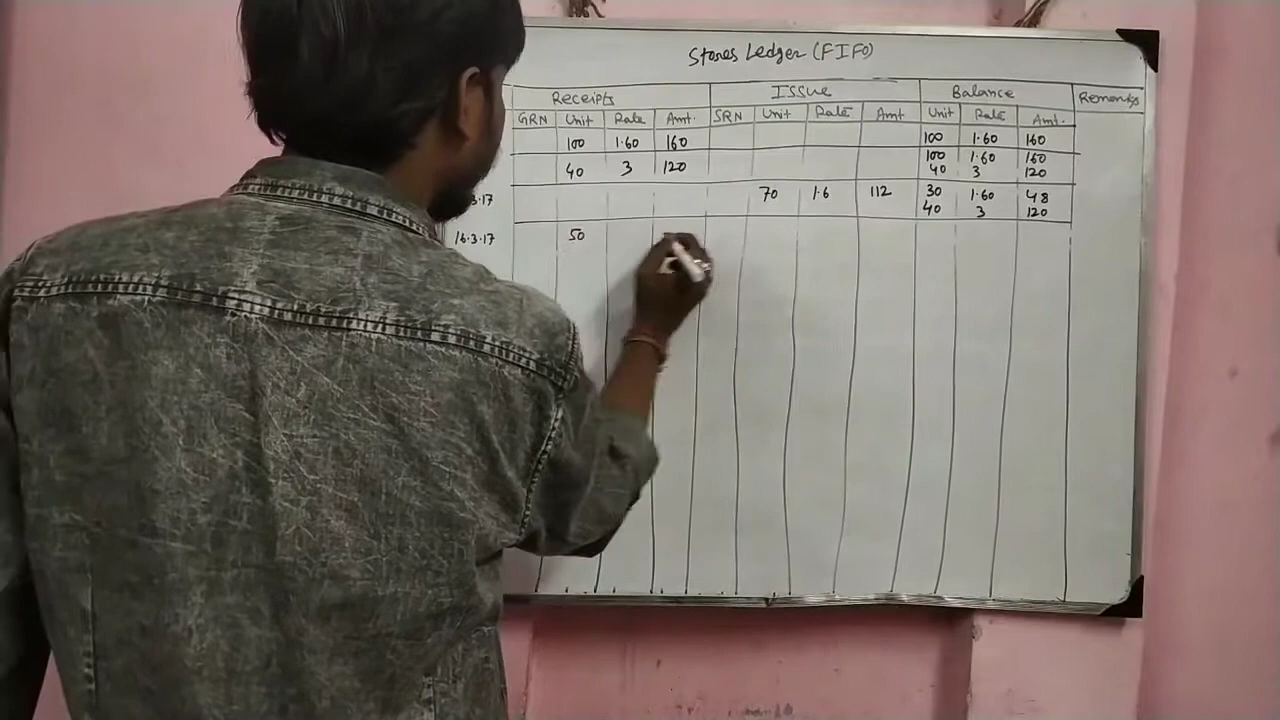 Stores Ledger (FIFO)
Receipts Issue Balance Remarks
GRN Unit Rate Amt. SRN Unit Rate Amt Unit Rate Amt.
100 1.60 160 100 1.60 160
40 3 120 100 1.60 160
40 3 120
3.17 70 1.6 112 30 1.60 48
40 3 120
16.3.17 50